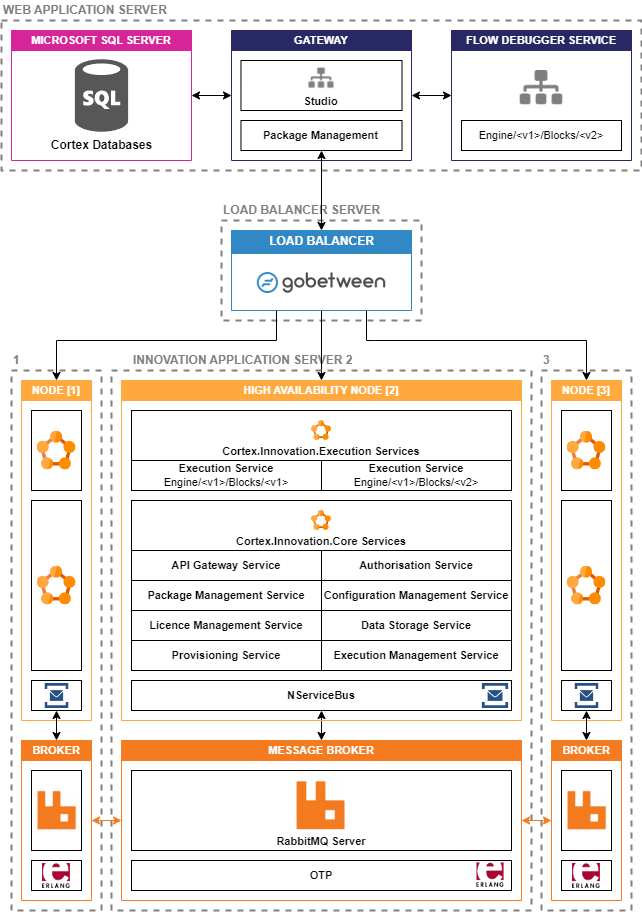 WEB APPLICATION SERVER
MICROSOFT SQL SERVER
SQL
Cortex Databases
GATEWAY
Studio
Package Management
FLOW DEBUGGER SERVICE
Engine/<v1>/Blocks/<v2>
LOAD BALANCER SERVER
LOAD BALANCER
gobetween
1
INNOVATION APPLICATION SERVER 2
3
NODE [1]
HIGH AVAILABILITY NODE [2]
NODE [3]
Cortex.Innovation.Execution Services
Execution Service
Engine/<v1>/Blocks/<v1>
Execution Service
Engine/<v1>/Blocks/<v2>
Cortex.Innovation.Core Services
API Gateway Service
Authorisation Service
Package Management Service
Configuration Management Service
Licence Management Service
Data Storage Service
Provisioning Service
Execution Management Service
NServiceBus
BROKER
MESSAGE BROKER
BROKER
RabbitMQ Server
ERLANG
OTP
ERLANG
ERLANG